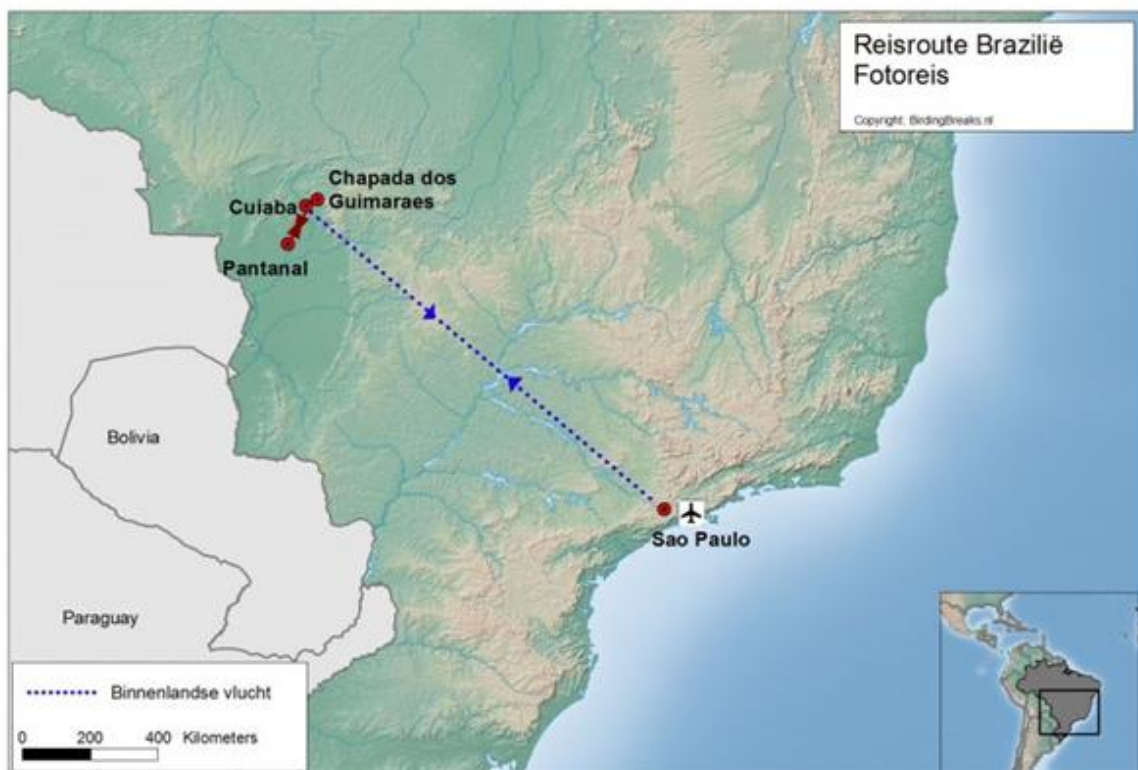 Reisroute Brazilië
Fotoreis
Copyright: BirdingBreaks.nl
Chapada dos
Guimaraes
Cuiaba
Pantanal
Bolivia
Sao Paulo
Paraguay
Binnenlandse vlucht
0 200 400 Kilometers